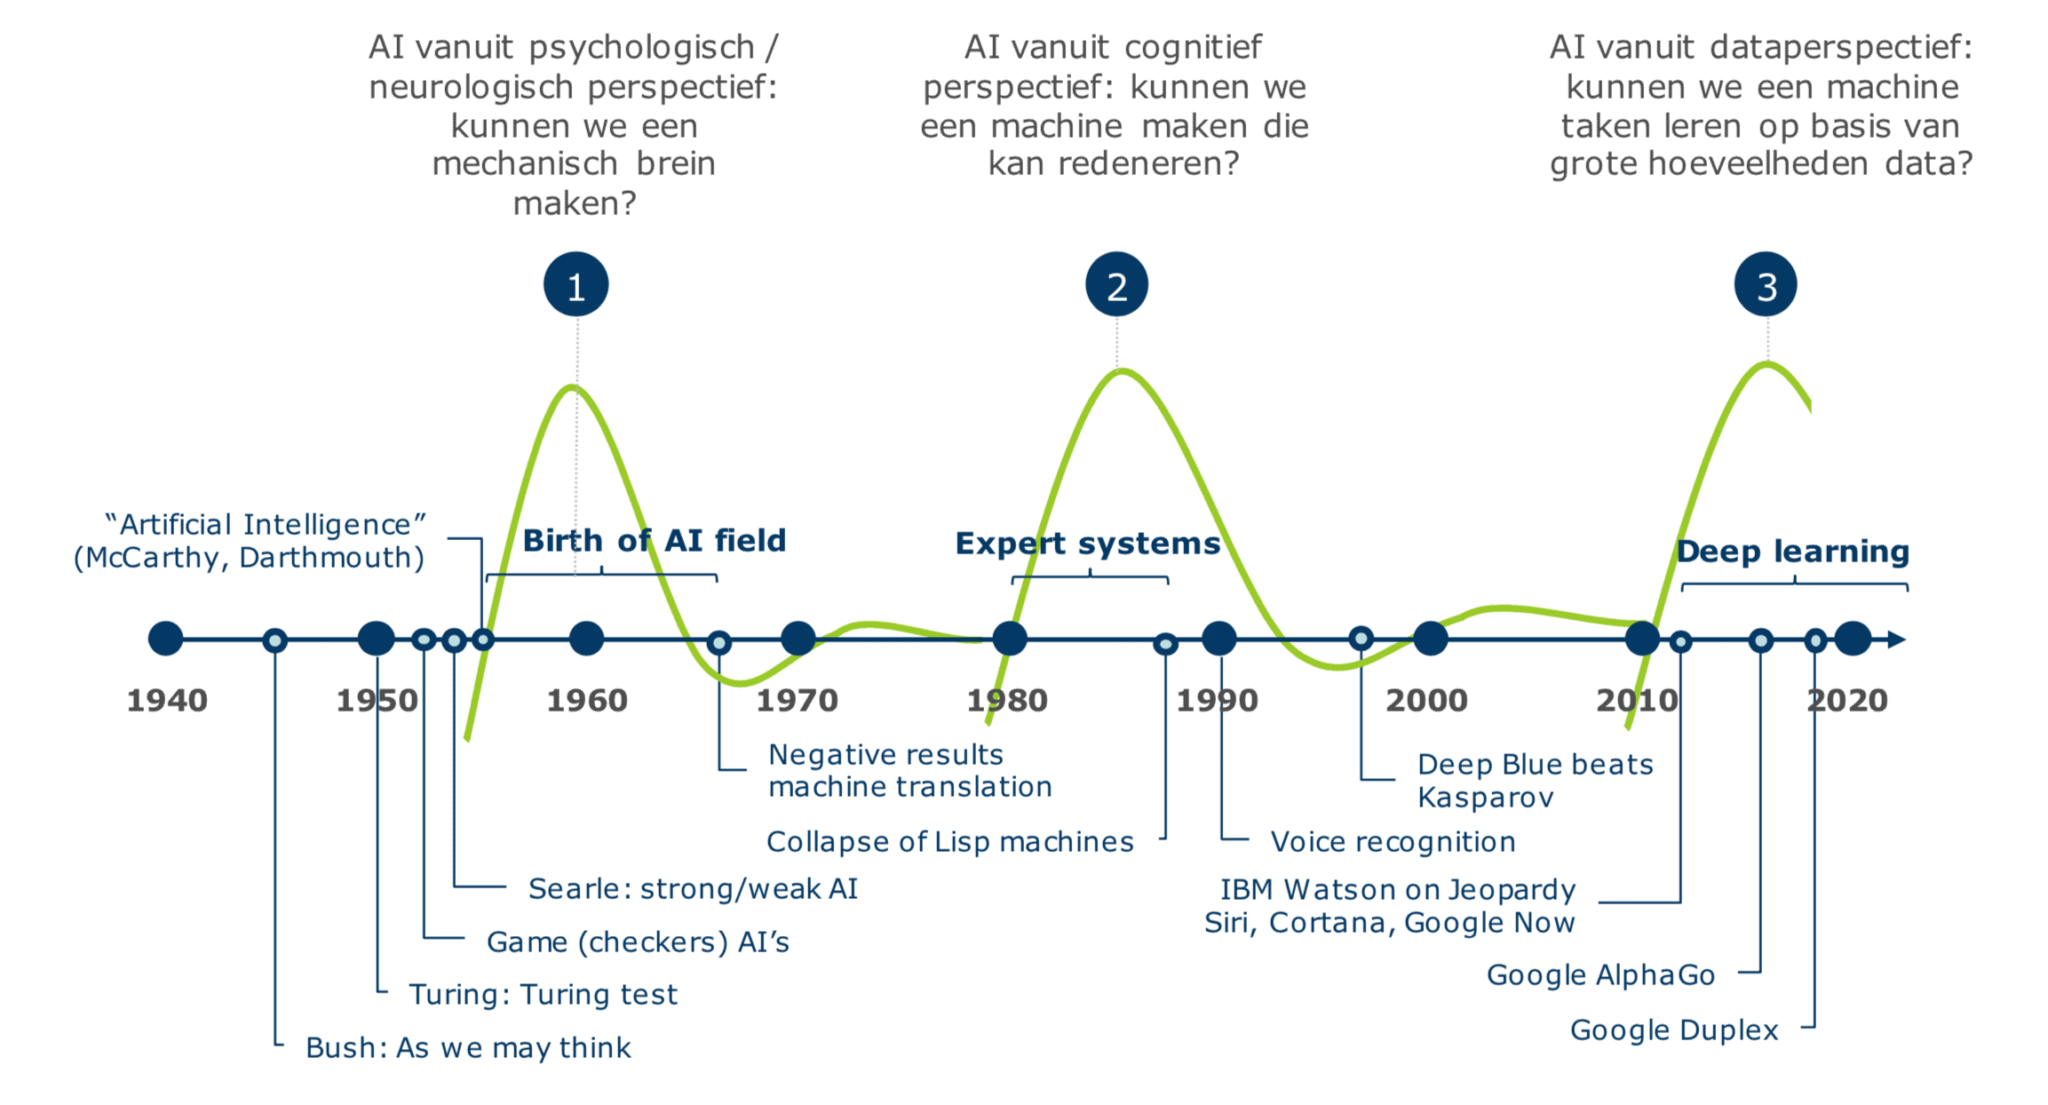 AI vanuit psychologisch /
neurologisch perspectief:
kunnen we een
mechanisch brein
maken?
AI vanuit cognitief
perspectief: kunnen we
een machine maken die
kan redeneren?
AI vanuit dataperspectief:
kunnen we een machine
taken leren op basis van
grote hoeveelheden data?
1
2
3
“Artificial Intelligence”
(McCarthy, Darthmouth)
Birth of AI field
Expert systems
Deep learning
1940
1950
1960
1970
1980
1990
2000
2010
2020
Negative results
machine translation
Deep Blue beats
Kasparov
Collapse of Lisp machines
Voice recognition
Searle: strong/weak AI
IBM Watson on Jeopardy
Siri, Cortana, Google Now
Game (checkers) AI’s
Google AlphaGo
Turing: Turing test
Google Duplex
Bush: As we may think